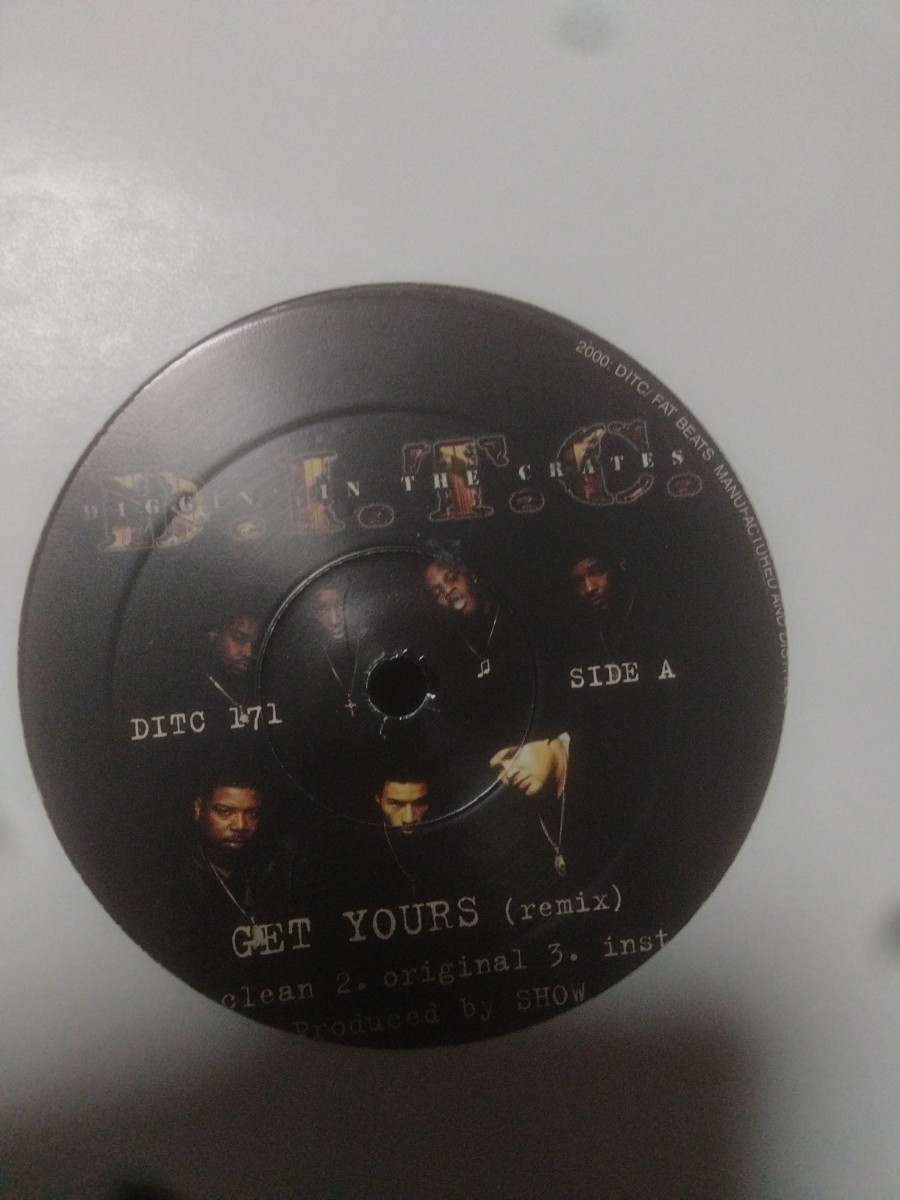 2000: DITC/ FAT BEATS MANUFACTURED AND
D.I.T.C.
DIGGIN' IN THE CRATES
SIDE A
DITC 171
GET YOURS (remix)
clean 2. original 3. inst
Produced by SHOW